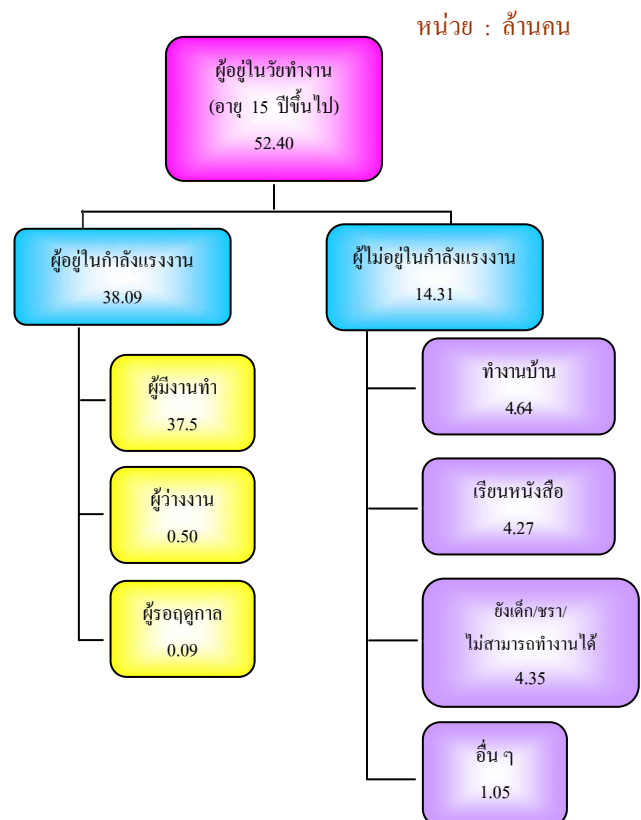 หน่วย : ล้านคน
ผู้อยู่ในวัยทำงาน
(อายุ 15 ปีขึ้นไป)
52.40
ผู้อยู่ในกำลังแรงงาน
38.09
ผู้มีงานทำ
37.5
ผู้ว่างงาน
0.50
ผู้รอฤดูกาล
0.09
ผู้ไม่อยู่ในกำลังแรงงาน
14.31
ทำงานบ้าน
4.64
เรียนหนังสือ
4.27
ยังเด็ก/ชรา/
ไม่สามารถทำงานได้
4.35
อื่น ๆ
1.05